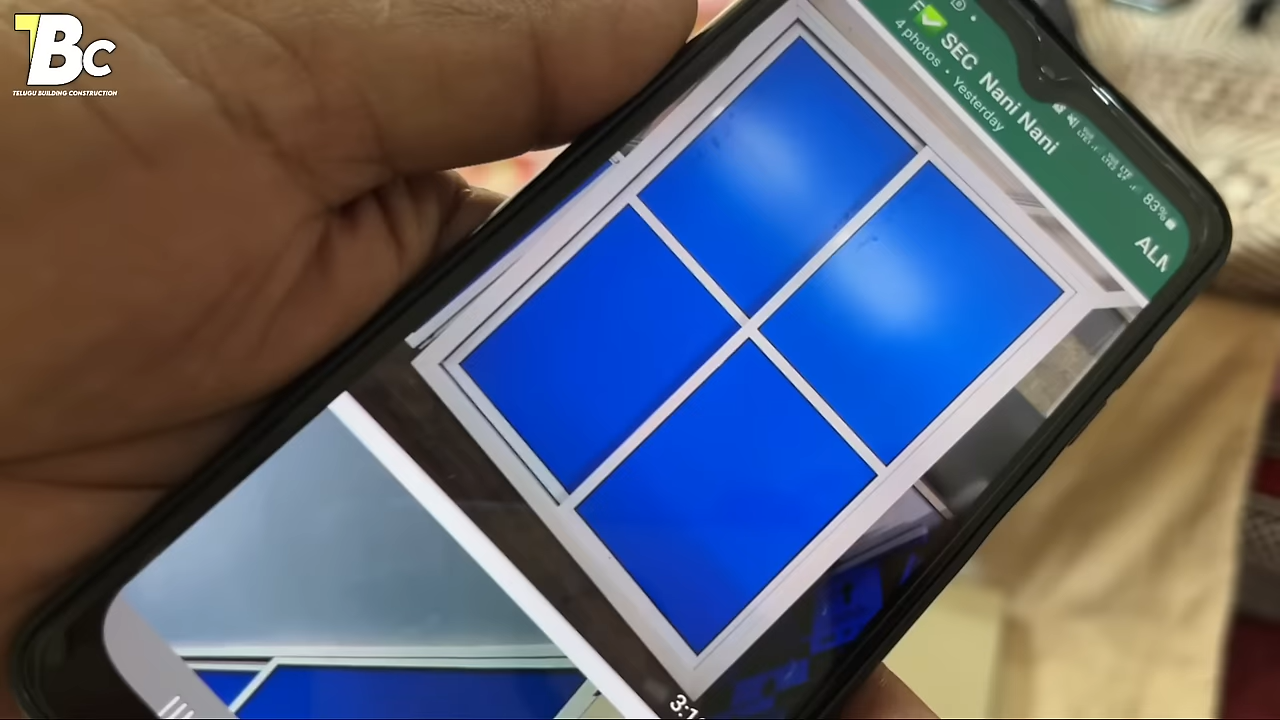 TBC
TELUGU BUILDING CONSTRUCTION
SEC Nani Nani
4 photos • Yesterday
83%